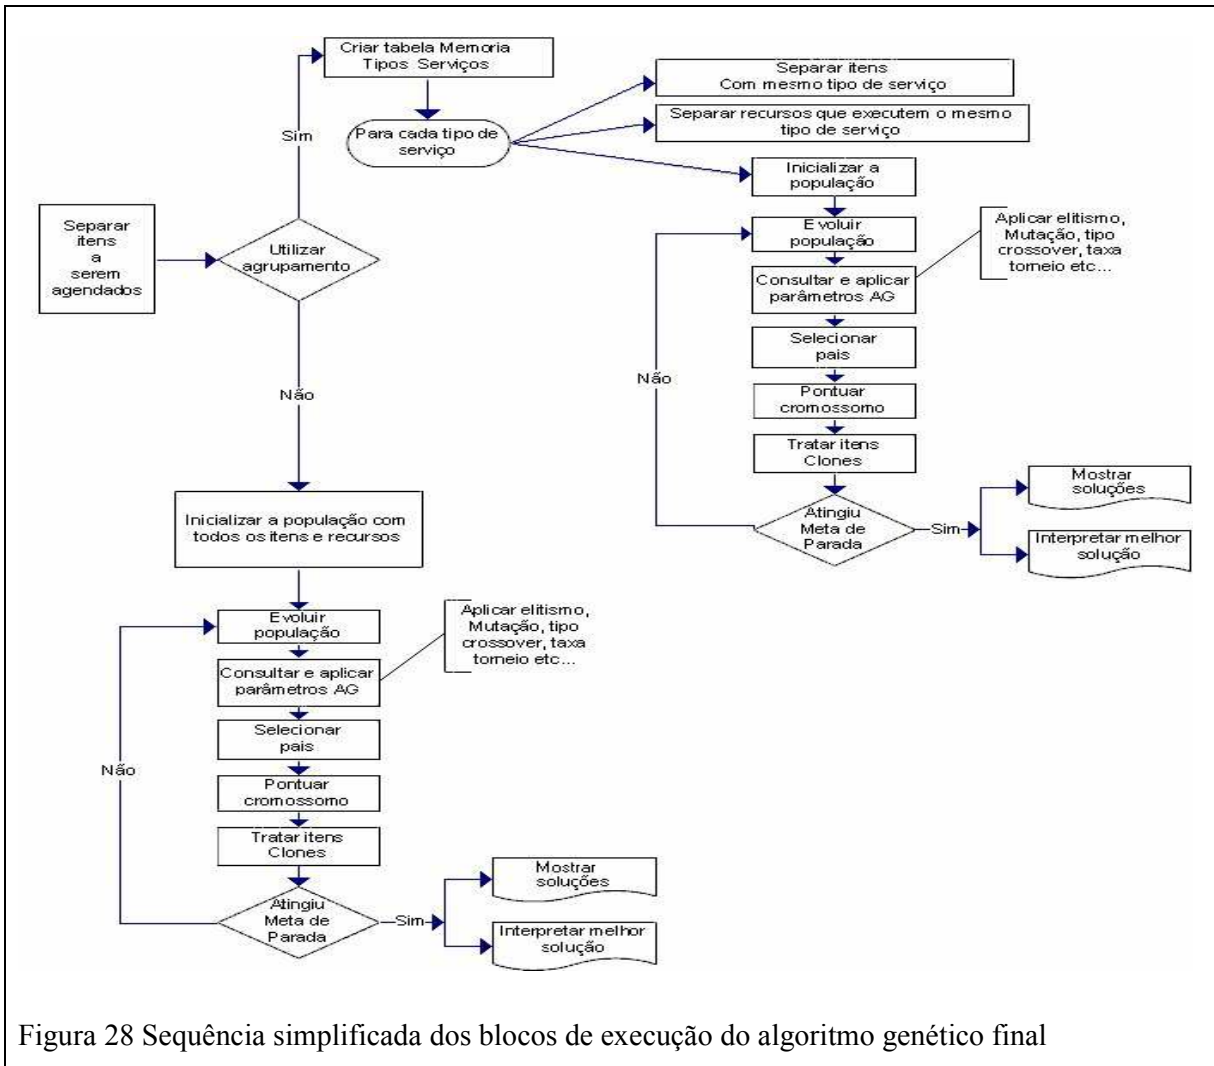 Criar tabela Memoria
Tipos Serviços
Separar itens
Com mesmo tipo de serviço
Separar recursos que executem o mesmo
tipo de serviço
Para cada tipo de
serviço
Sim
Inicializar a
população
Separar
itens
a
serem
agendados
Utilizar
agrupamento
Evoluir
população
Aplicar elitismo,
Mutação, tipo
crossover, taxa
torneio etc...
Consultar e aplicar
parâmetros AG
Selecionar
pais
Não
Não
Pontuar
cromossomo
Tratar itens
Clones
Atingiu
Meta de
Parada
Sim
Mostrar
soluções
Interpretar melhor
solução
Inicializar a população com
todos os itens e recursos
Evoluir
população
Aplicar elitismo,
Mutação, tipo
crossover, taxa
torneio etc...
Consultar e aplicar
parâmetros AG
Selecionar
pais
Não
Pontuar
cromossomo
Tratar itens
Clones
Atingiu
Meta de
Parada
Sim
Mostrar
soluções
Interpretar melhor
solução
Figura 28 Sequência simplificada dos blocos de execução do algoritmo genético final